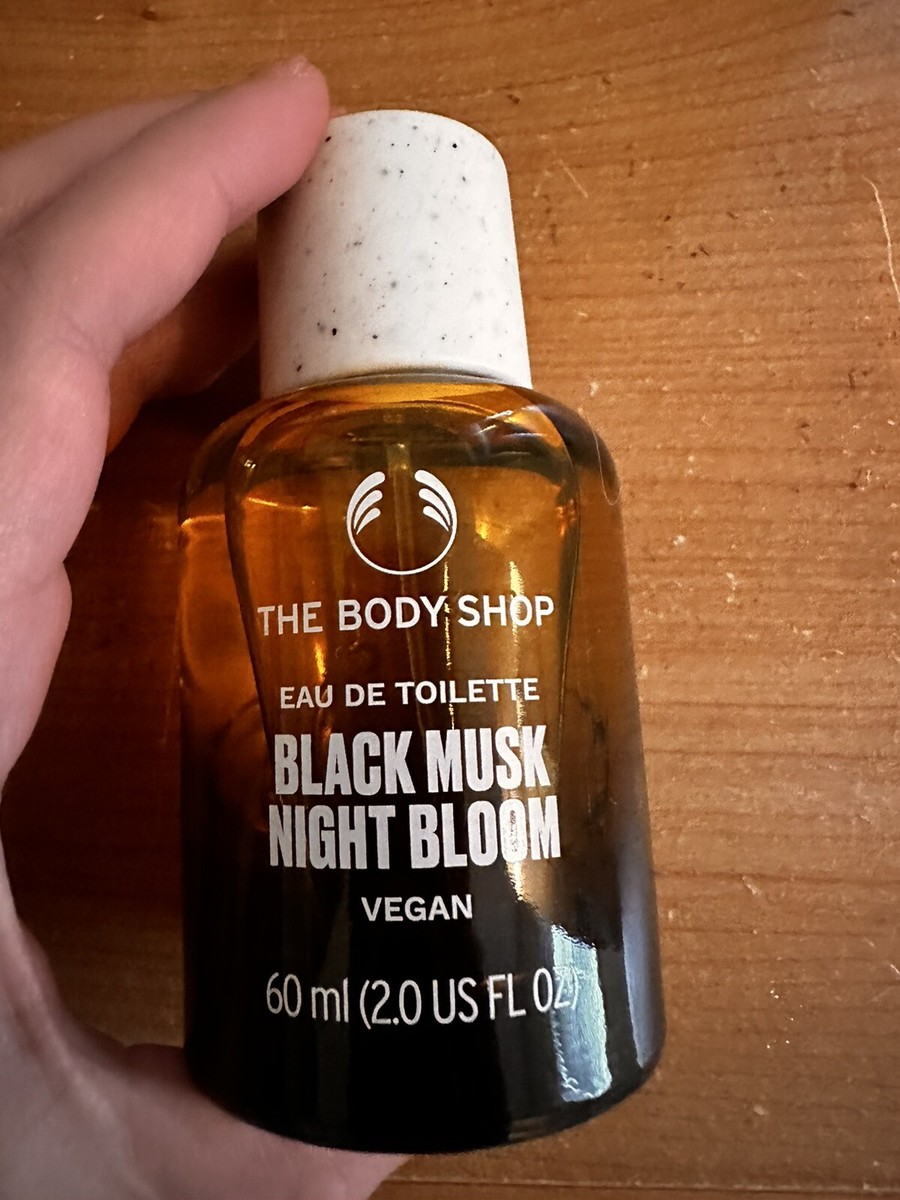 THE BODY SHOP
EAU DE TOILETTE
BLACK MUSK
NIGHT BLOOM
VEGAN
60 ml (2.0 US FL OZ)